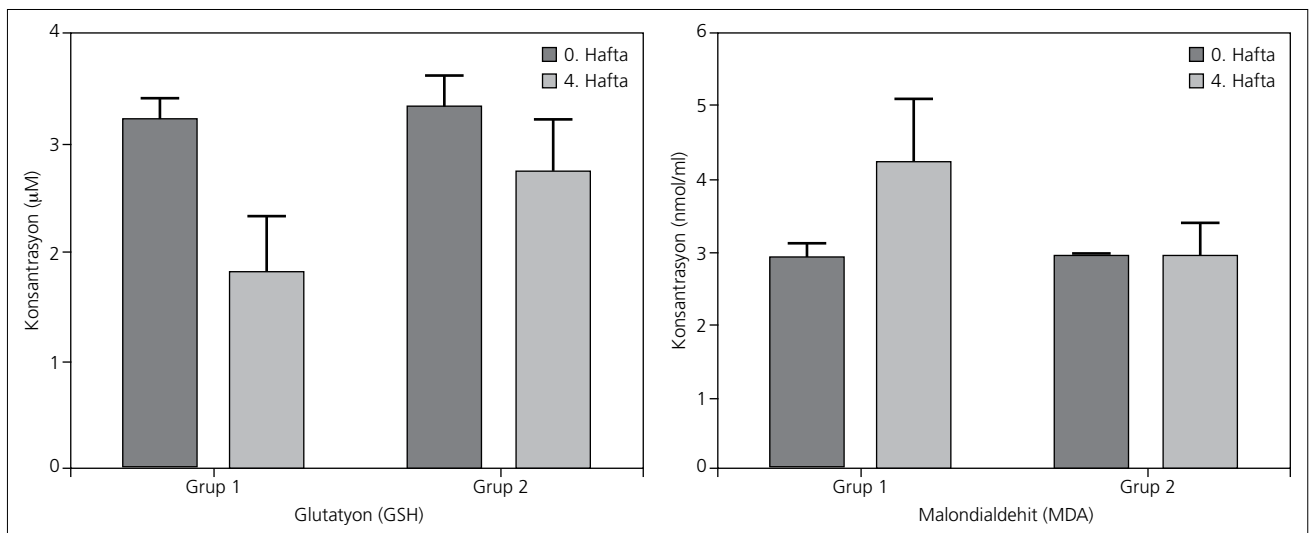 4
3
2
1
0
Konsantrasyon (µM)
0. Hafta
4. Hafta
Grup 1
Grup 2
Glutatyon (GSH)
6
5
4
3
2
1
0
Konsantrasyon (nmol/ml)
0. Hafta
4. Hafta
Grup 1
Grup 2
Malondialdehit (MDA)